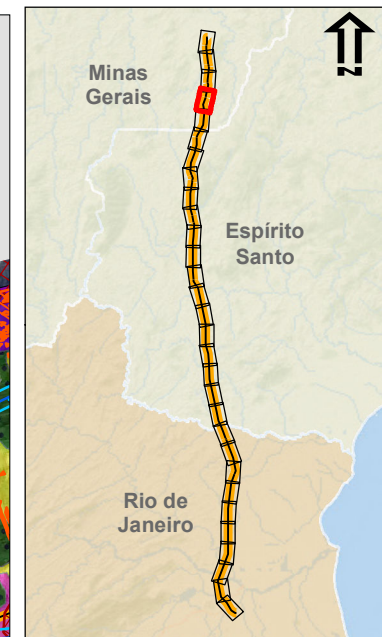 Minas
Gerais
N
Espírito
Santo
Rio de
Janeiro